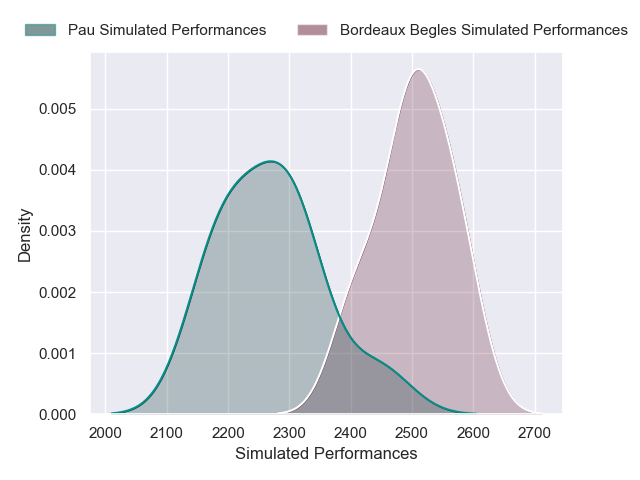 Pau Simulated Performances
Bordeaux Begles Simulated Performances
0.005
0.004
0.003
0.002
0.001
0.000
Density
2000 2100 2200 2300 2400 2500 2600 2700
Simulated Performances